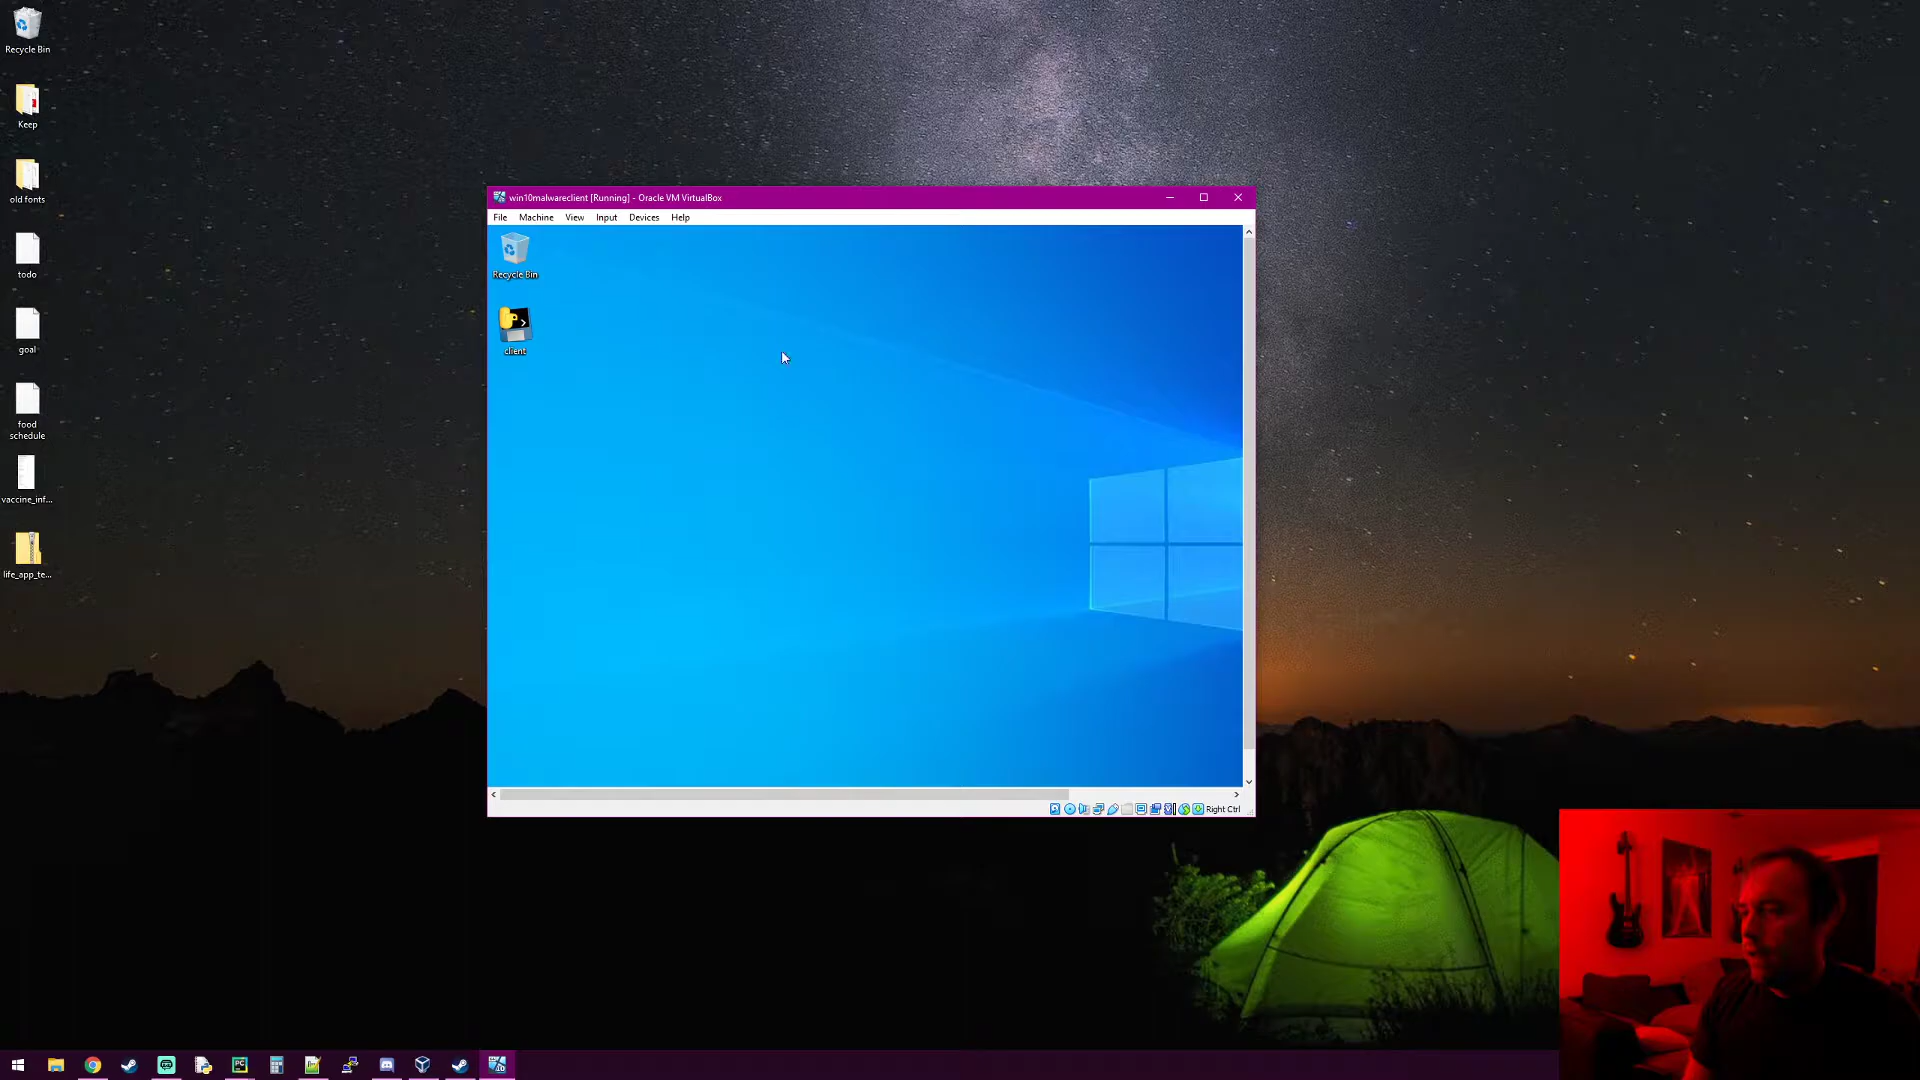 Recycle Bin
Keep
old fonts
todo
goal
food
schedule
vaccine_inf...
life_app_te...
win10malwareclient [Running] - Oracle VM VirtualBox
File Machine View Input Devices Help
Recycle Bin
client
Right Ctrl